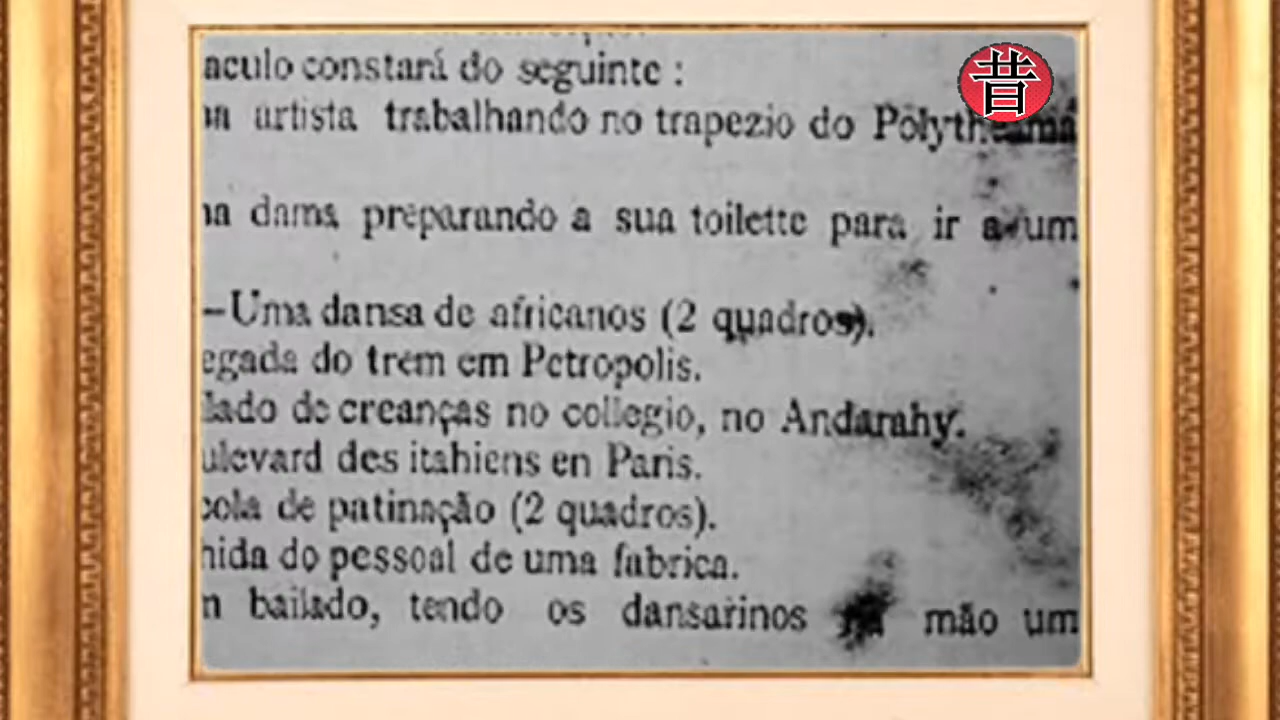 aculo constará do seguinte :
昔
artista trabalhando no trapezio do Polytheama
dama preparando a sua toilette para ir a um
—Uma dansa de africanos (2 quadros).
egada do trem em Petropolis.
lado de creanças no collegio, no Andarahy.
ulevard des itahiens en Paris.
cola de patinação (2 quadros).
hida do pessoal de uma fabrica.
bailado, tendo os dansarinos na mão um